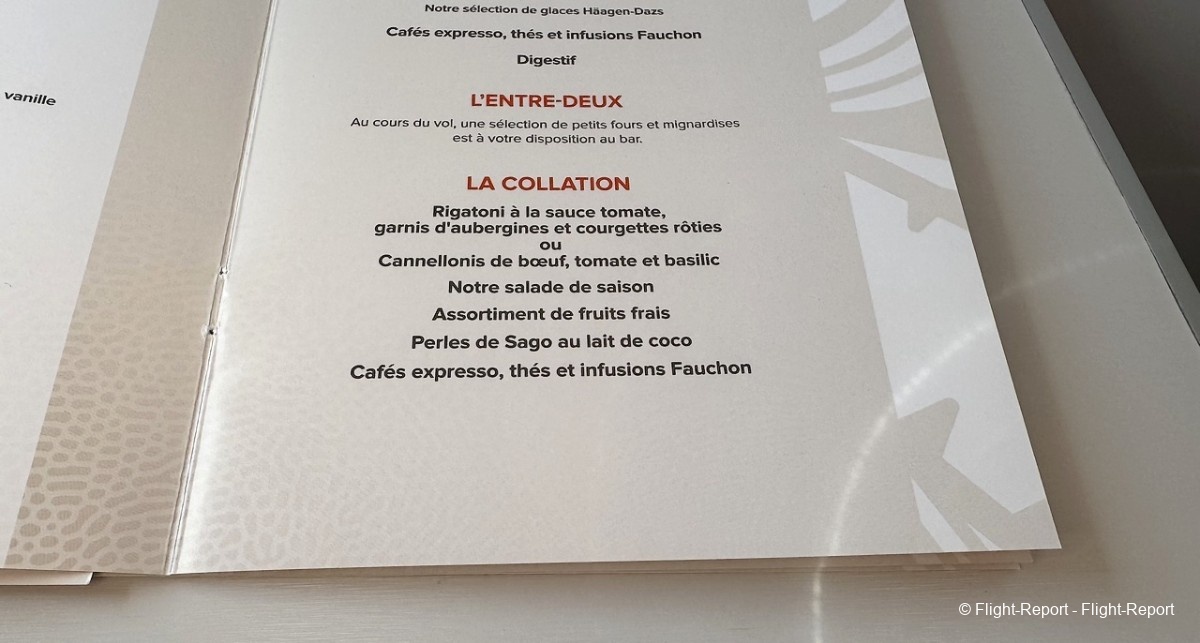 Notre sélection de glaces Häagen-Dazs
Cafés expresso, thés et infusions Fauchon
Digestif
vanille
L'ENTRE-DEUX
Au cours du vol, une sélection de petits fours et mignardises
est à votre disposition au bar.
LA COLLATION
Rigatoni à la sauce tomate,
garnis d'aubergines et courgettes rôties
ou
Cannellonis de bœuf, tomate et basilic
Notre salade de saison
Assortiment de fruits frais
Perles de Sago au lait de coco
Cafés expresso, thés et infusions Fauchon
© Flight-Report - Flight-Report